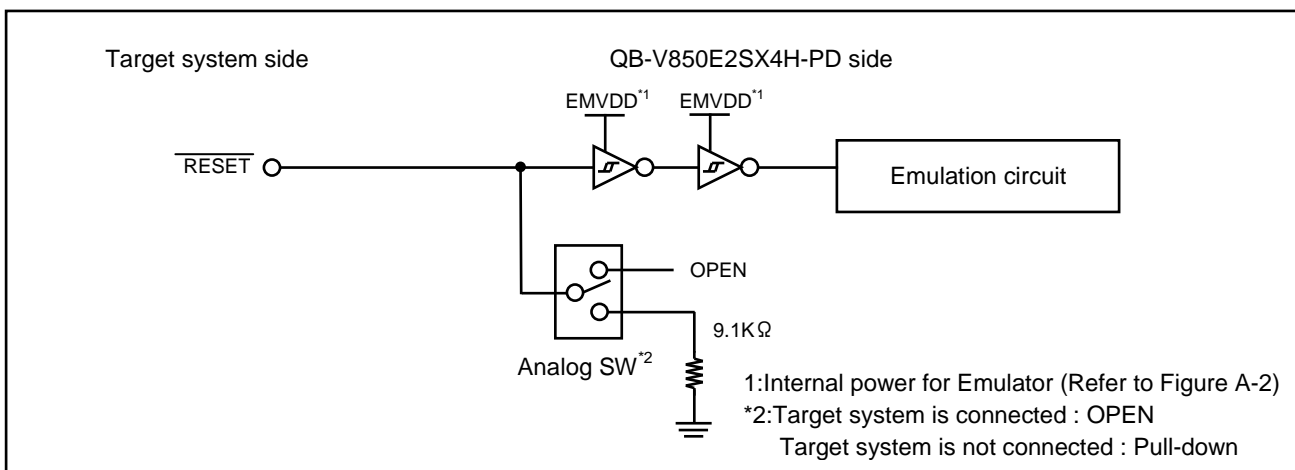 Target system side
QB-V850E2SX4H-PD side
EMVDD*1
EMVDD*1
RESET
Emulation circuit
OPEN
9.1KΩ
Analog SW*2
1:Internal power for Emulator (Refer to Figure A-2)
*2:Target system is connected : OPEN
Target system is not connected : Pull-down